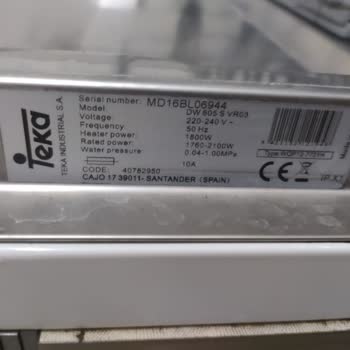 Teka
TEKA INDUSTRIAL S.A.
Serial number: MD16BL06944
Model: DW 605 S VR03
Voltage: 220-240 V ~
Frequency 50 Hz
Heater power: 1800W
Rated power: 1760-2100W
Water pressure 0.04-1.00MPa
10A
CODE: 40782950
CAJO 17 39011- SANTANDER (SPAIN)
CE